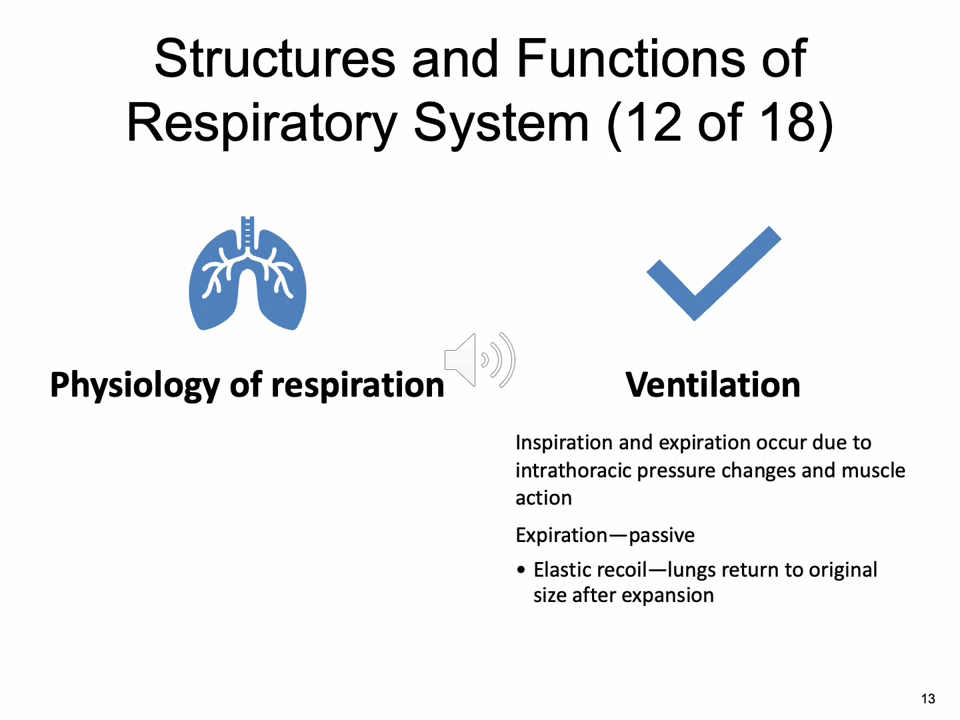 Structures and Functions of
Respiratory System (12 of 18)
Physiology of respiration
Ventilation
Inspiration and expiration occur due to
intrathoracic pressure changes and muscle
action
Expiration—passive
• Elastic recoil—lungs return to original
size after expansion
13